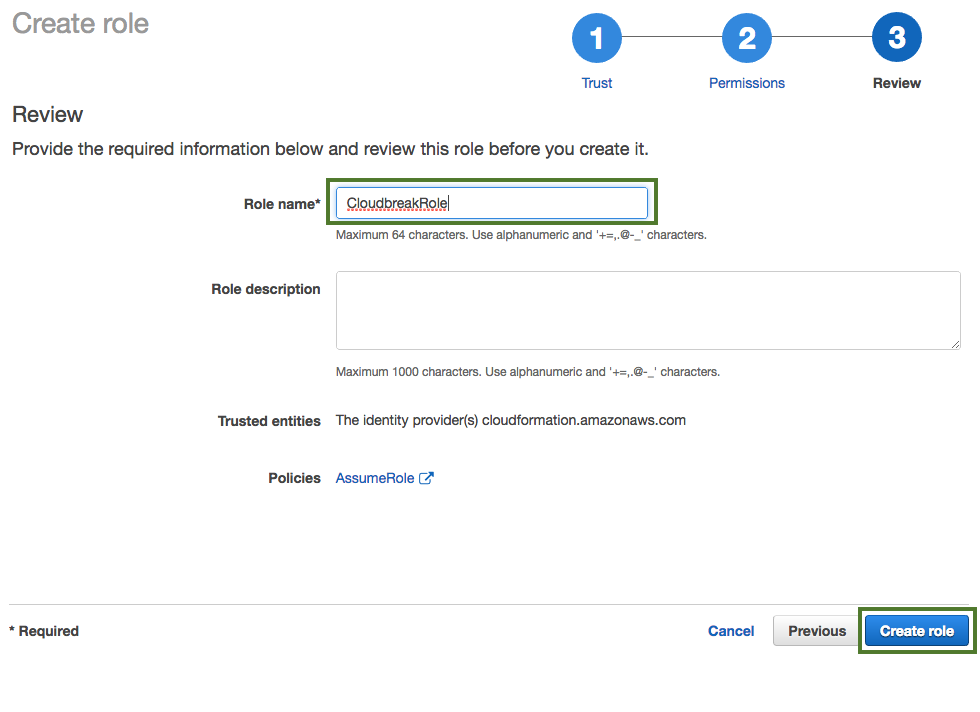 Create role
1
2
3
Trust
Permissions
Review
Review
Provide the required information below and review this role before you create it.
Role name*
CloudbreakRole
Maximum 64 characters. Use alphanumeric and '+=,.@-_' characters.
Role description
Maximum 1000 characters. Use alphanumeric and '+=,.@-_' characters.
Trusted entities
The identity provider(s) cloudformation.amazonaws.com
Policies
AssumeRole
* Required
Cancel
Previous
Create role